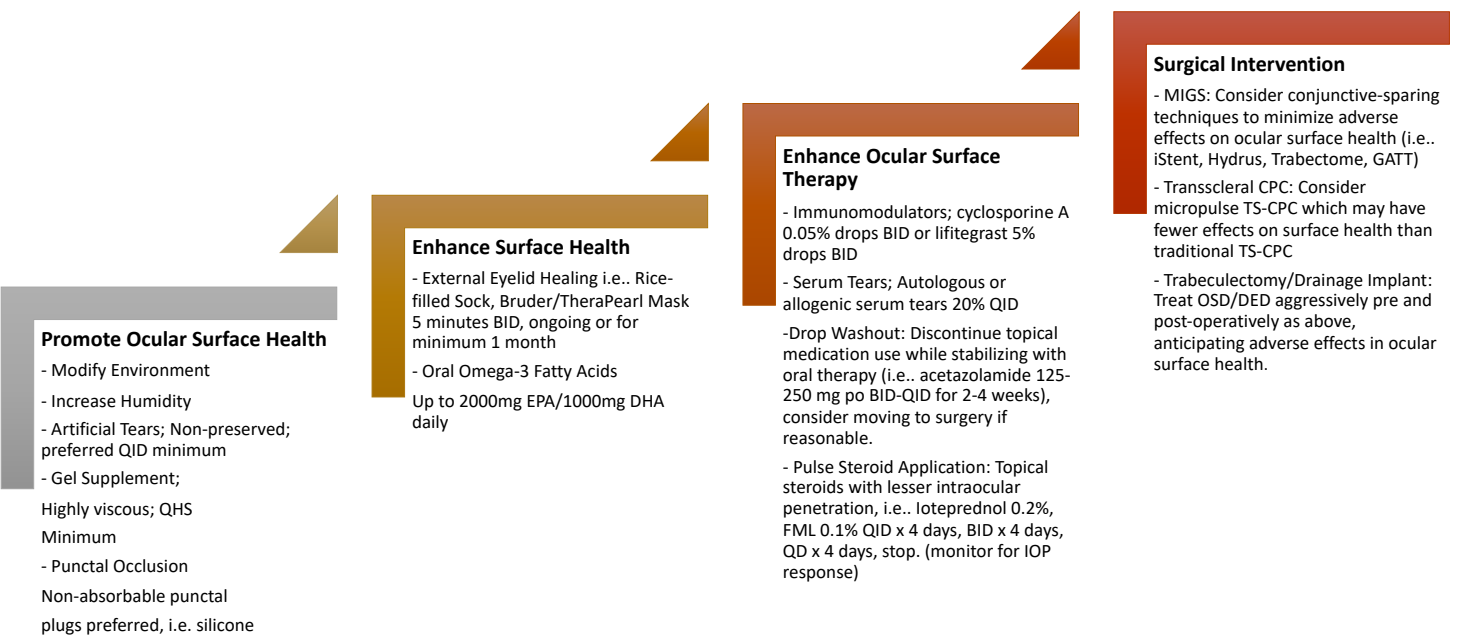 Promote Ocular Surface Health
- Modify Environment
- Increase Humidity
- Artificial Tears; Non-preserved;
preferred QID minimum
- Gel Supplement;
Highly viscous; QHS
Minimum
- Punctal Occlusion
Non-absorbable punctal
plugs preferred, i.e. silicone
Enhance Surface Health
- External Eyelid Healing i.e.. Rice-
filled Sock, Bruder/TheraPearl Mask
5 minutes BID, ongoing or for
minimum 1 month
- Oral Omega-3 Fatty Acids
Up to 2000mg EPA/1000mg DHA
daily
Enhance Ocular Surface
Therapy
- Immunomodulators; cyclosporine A
0.05% drops BID or lifitegrast 5%
drops BID
- Serum Tears; Autologous or
allogenic serum tears 20% QID
-Drop Washout: Discontinue topical
medication use while stabilizing with
oral therapy (i.e.. acetazolamide 125-
250 mg po BID-QID for 2-4 weeks),
consider moving to surgery if
reasonable.
- Pulse Steroid Application: Topical
steroids with lesser intraocular
penetration, i.e.. loteprednol 0.2%,
FML 0.1% QID x 4 days, BID x 4 days,
QD x 4 days, stop. (monitor for IOP
response)
Surgical Intervention
- MIGS: Consider conjunctive-sparing
techniques to minimize adverse
effects on ocular surface health (i.e..
iStent, Hydrus, Trabectome, GATT)
- Transscleral CPC: Consider
micropulse TS-CPC which may have
fewer effects on surface health than
traditional TS-CPC
- Trabeculectomy/Drainage Implant:
Treat OSD/DED aggressively pre and
post-operatively as above,
anticipating adverse effects in ocular
surface health.